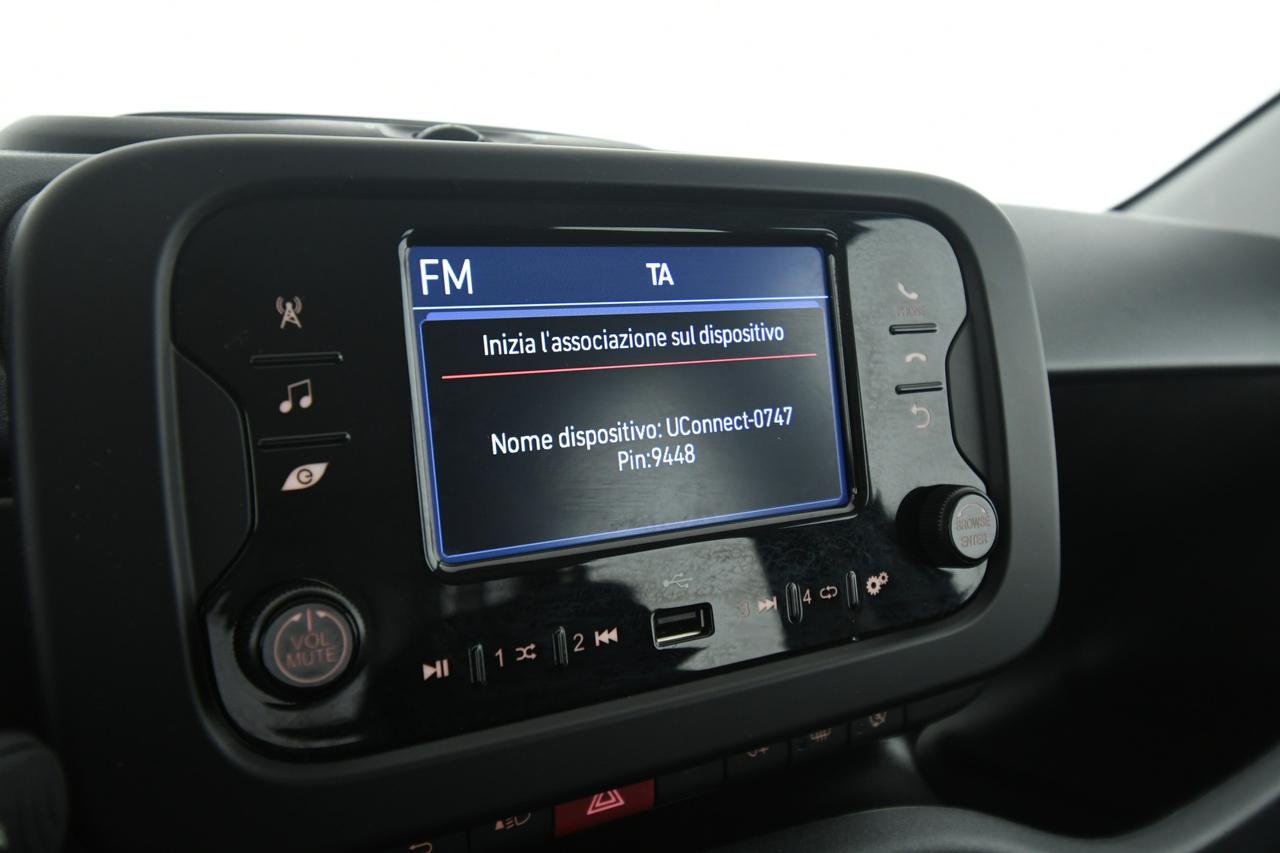 FM TA
Inizia l'associazione sul dispositivo
Nome dispositivo: UConnect-0747
Pin:9448
PHONE
BROWSE
ENTER
VOL
MUTE
1 2 3 4